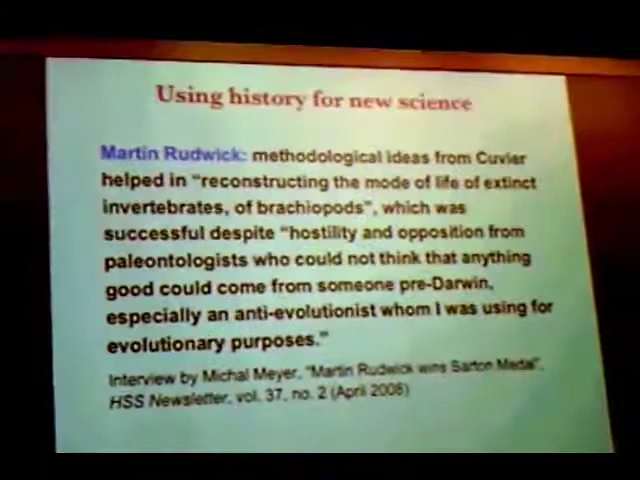 Using history for new science
Martin Rudwick: methodological ideas from Cuvier
helped in "reconstructing the mode of life of extinct
invertebrates, of brachiopods", which was
successful despite "hostility and opposition from
paleontologists who could not think that anything
good could come from someone pre-Darwin,
especially an anti-evolutionist whom I was using for
evolutionary purposes."
Interview by Michal Meyer, "Martin Rudwick wins Sarton Medal",
HSS Newsletter, vol. 37, no. 2 (April 2008)